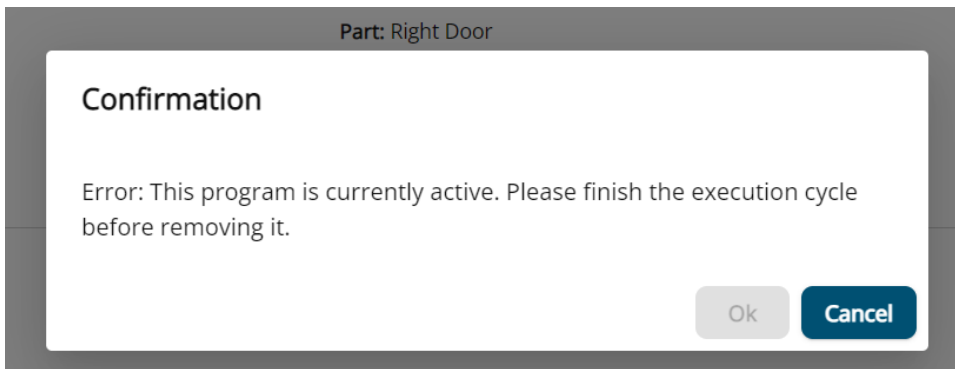 Part: Right Door
Confirmation
Error: This program is currently active. Please finish the execution cycle
before removing it.
Ok Cancel